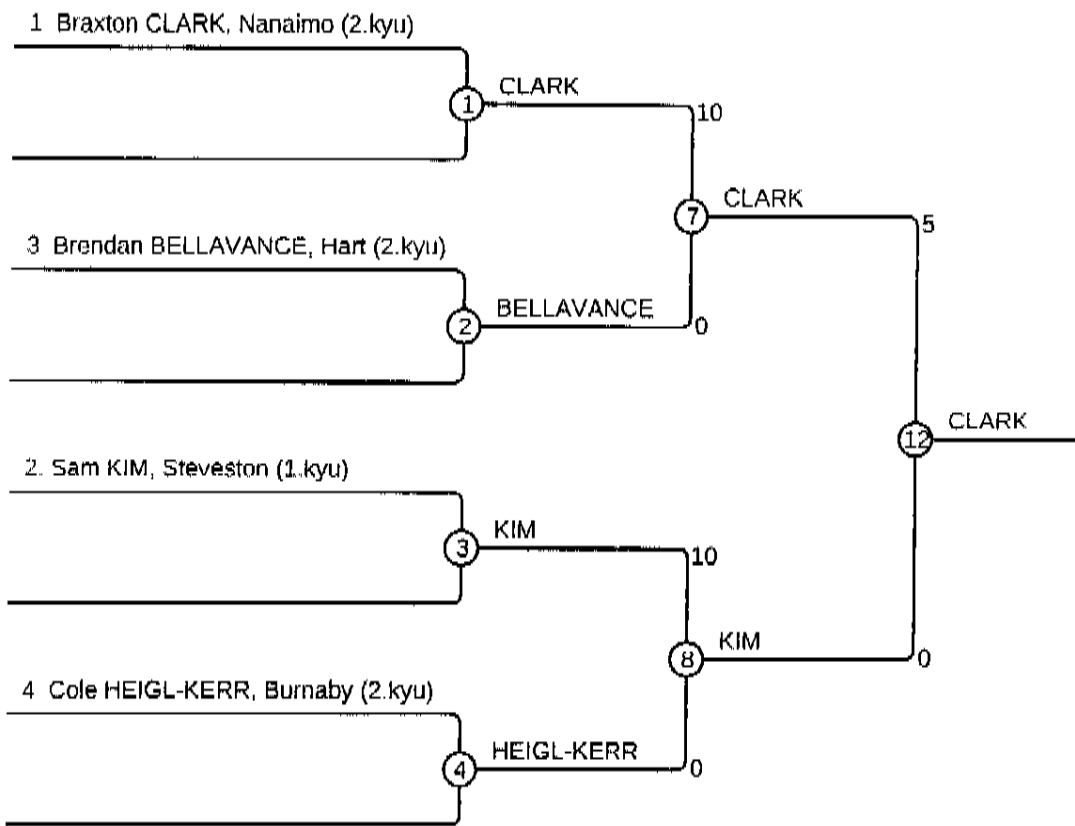 1 Braxton CLARK, Nanaimo (2.kyu)
1
CLARK
10
7
CLARK
5
3 Brendan BELLAVANCE, Hart (2.kyu)
2
BELLAVANCE
0
12
CLARK
2. Sam KIM, Steveston (1.kyu)
3
KIM
10
8
KIM
0
4 Cole HEIGL-KERR, Burnaby (2.kyu)
4
HEIGL-KERR
0